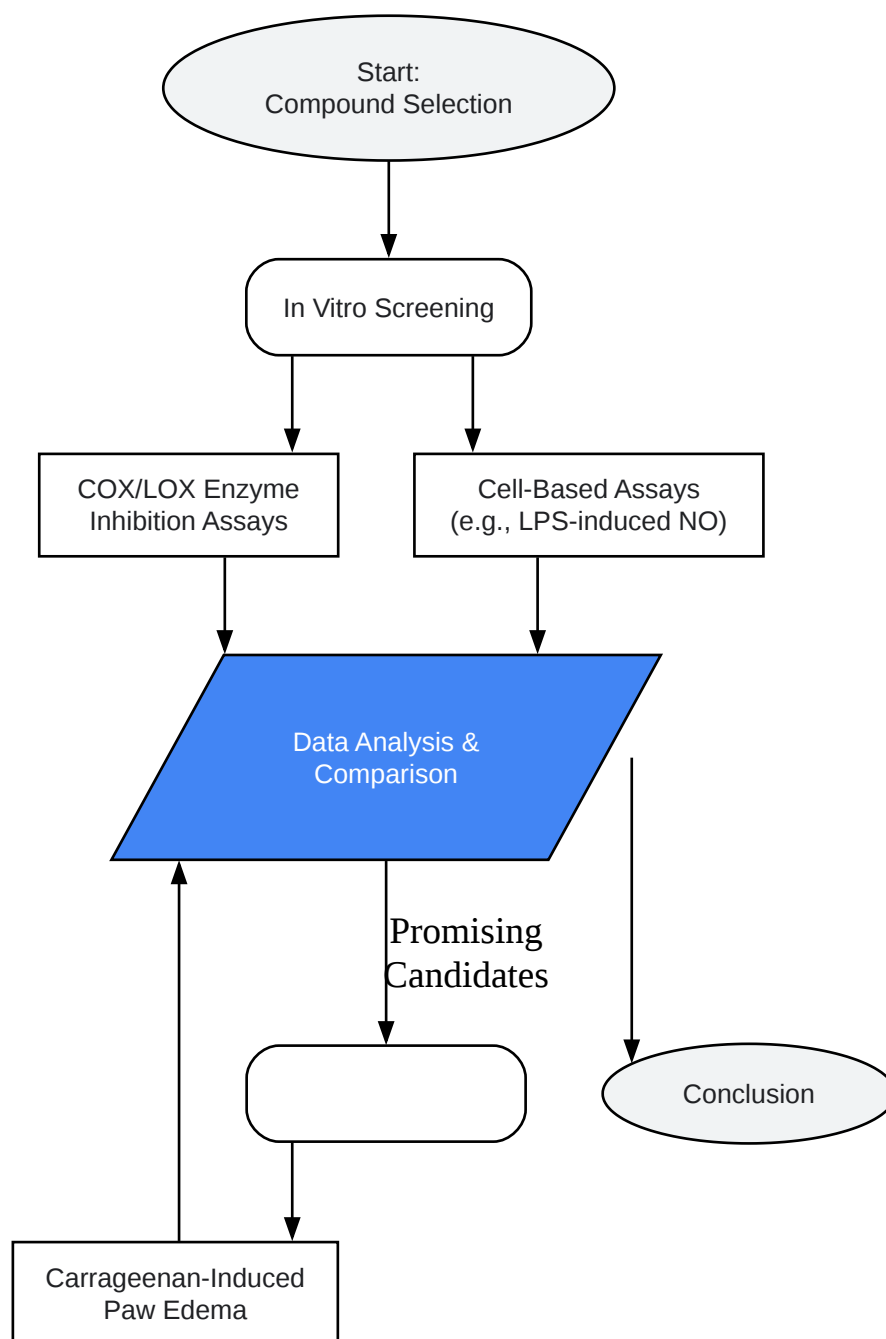 Start:
Compound Selection
In Vitro Screening
COX/LOX Enzyme
Inhibition Assays
Cell-Based Assays
(e.g., LPS-induced NO)
Data Analysis &
Comparison
Promising
Candidates
Conclusion
Carrageenan-Induced
Paw Edema